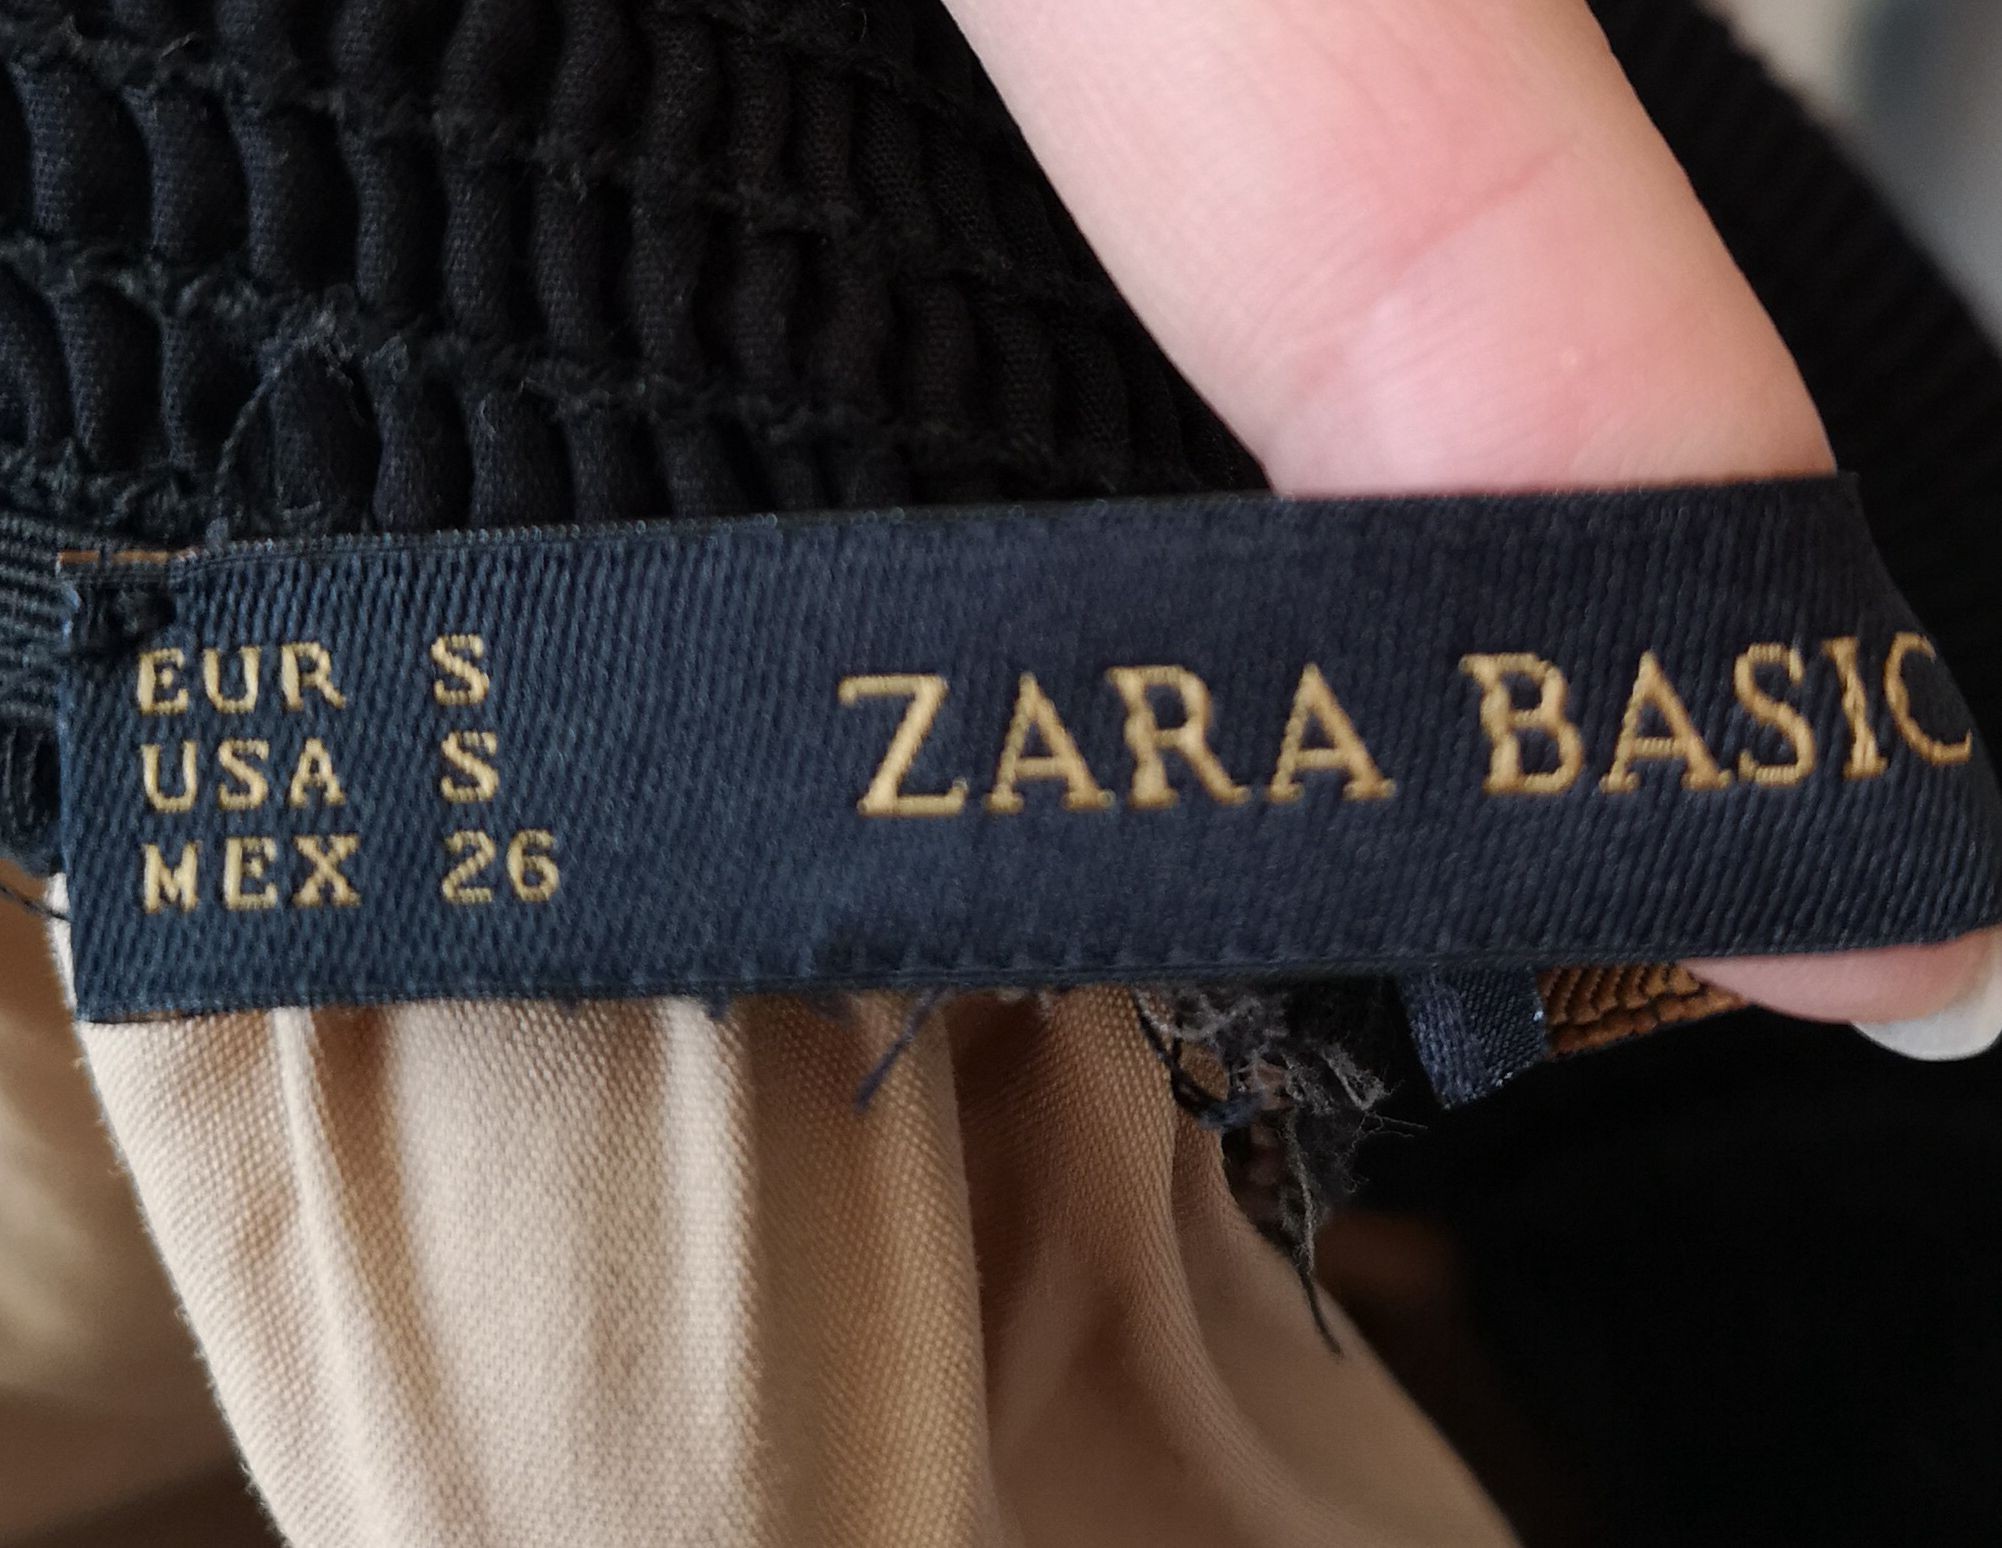 EUR S
USA S
MEX 26
ZARA BASIC